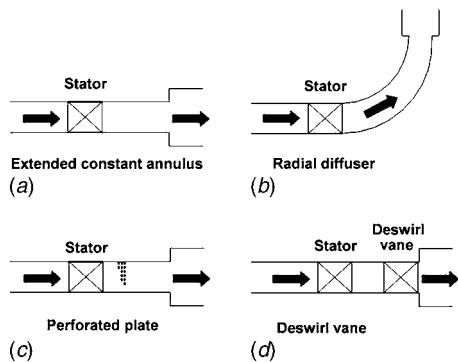 Stator
Extended constant annulus
(a)
Stator
Radial diffuser
(b)
Stator
Perforated plate
(c)
Stator
Deswirl
vane
Deswirl vane
(d)